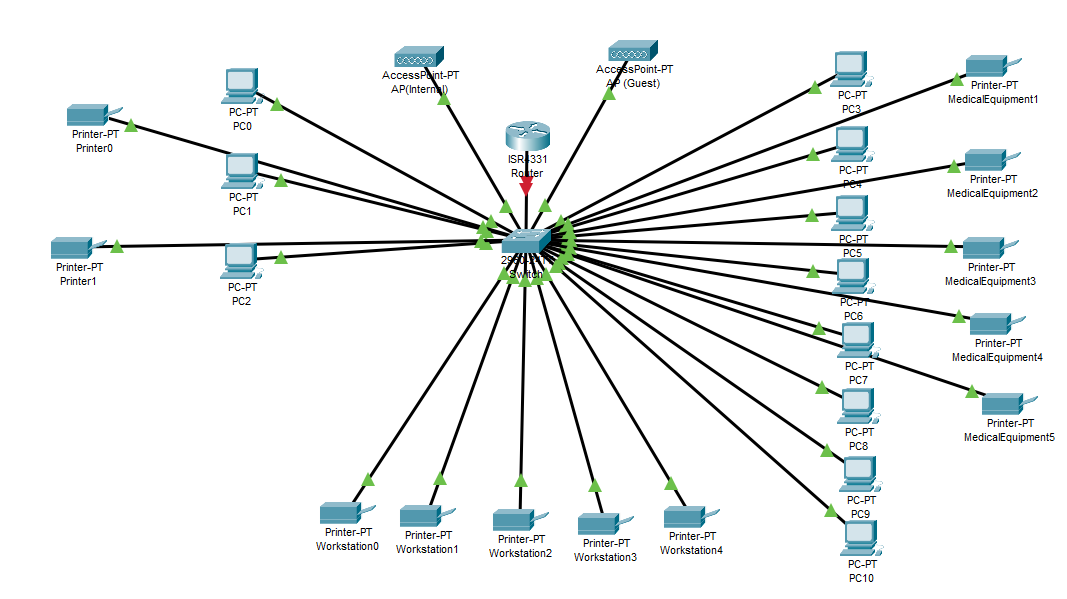 AccessPoint-PT
AP(Internal)
AccessPoint-PT
AP (Guest)
PC-PT
PC0
Printer-PT
Printer0
PC-PT
PC1
Printer-PT
Printer1
PC-PT
PC2
ISR4331
Router
Switch
PC-PT
PC3
Printer-PT
MedicalEquipment1
PC-PT
PC4
Printer-PT
MedicalEquipment2
PC-PT
PC5
Printer-PT
MedicalEquipment3
PC-PT
PC6
Printer-PT
MedicalEquipment4
PC-PT
PC7
Printer-PT
MedicalEquipment5
PC-PT
PC8
PC-PT
PC9
PC-PT
PC10
Printer-PT
Workstation0
Printer-PT
Workstation1
Printer-PT
Workstation2
Printer-PT
Workstation3
Printer-PT
Workstation4